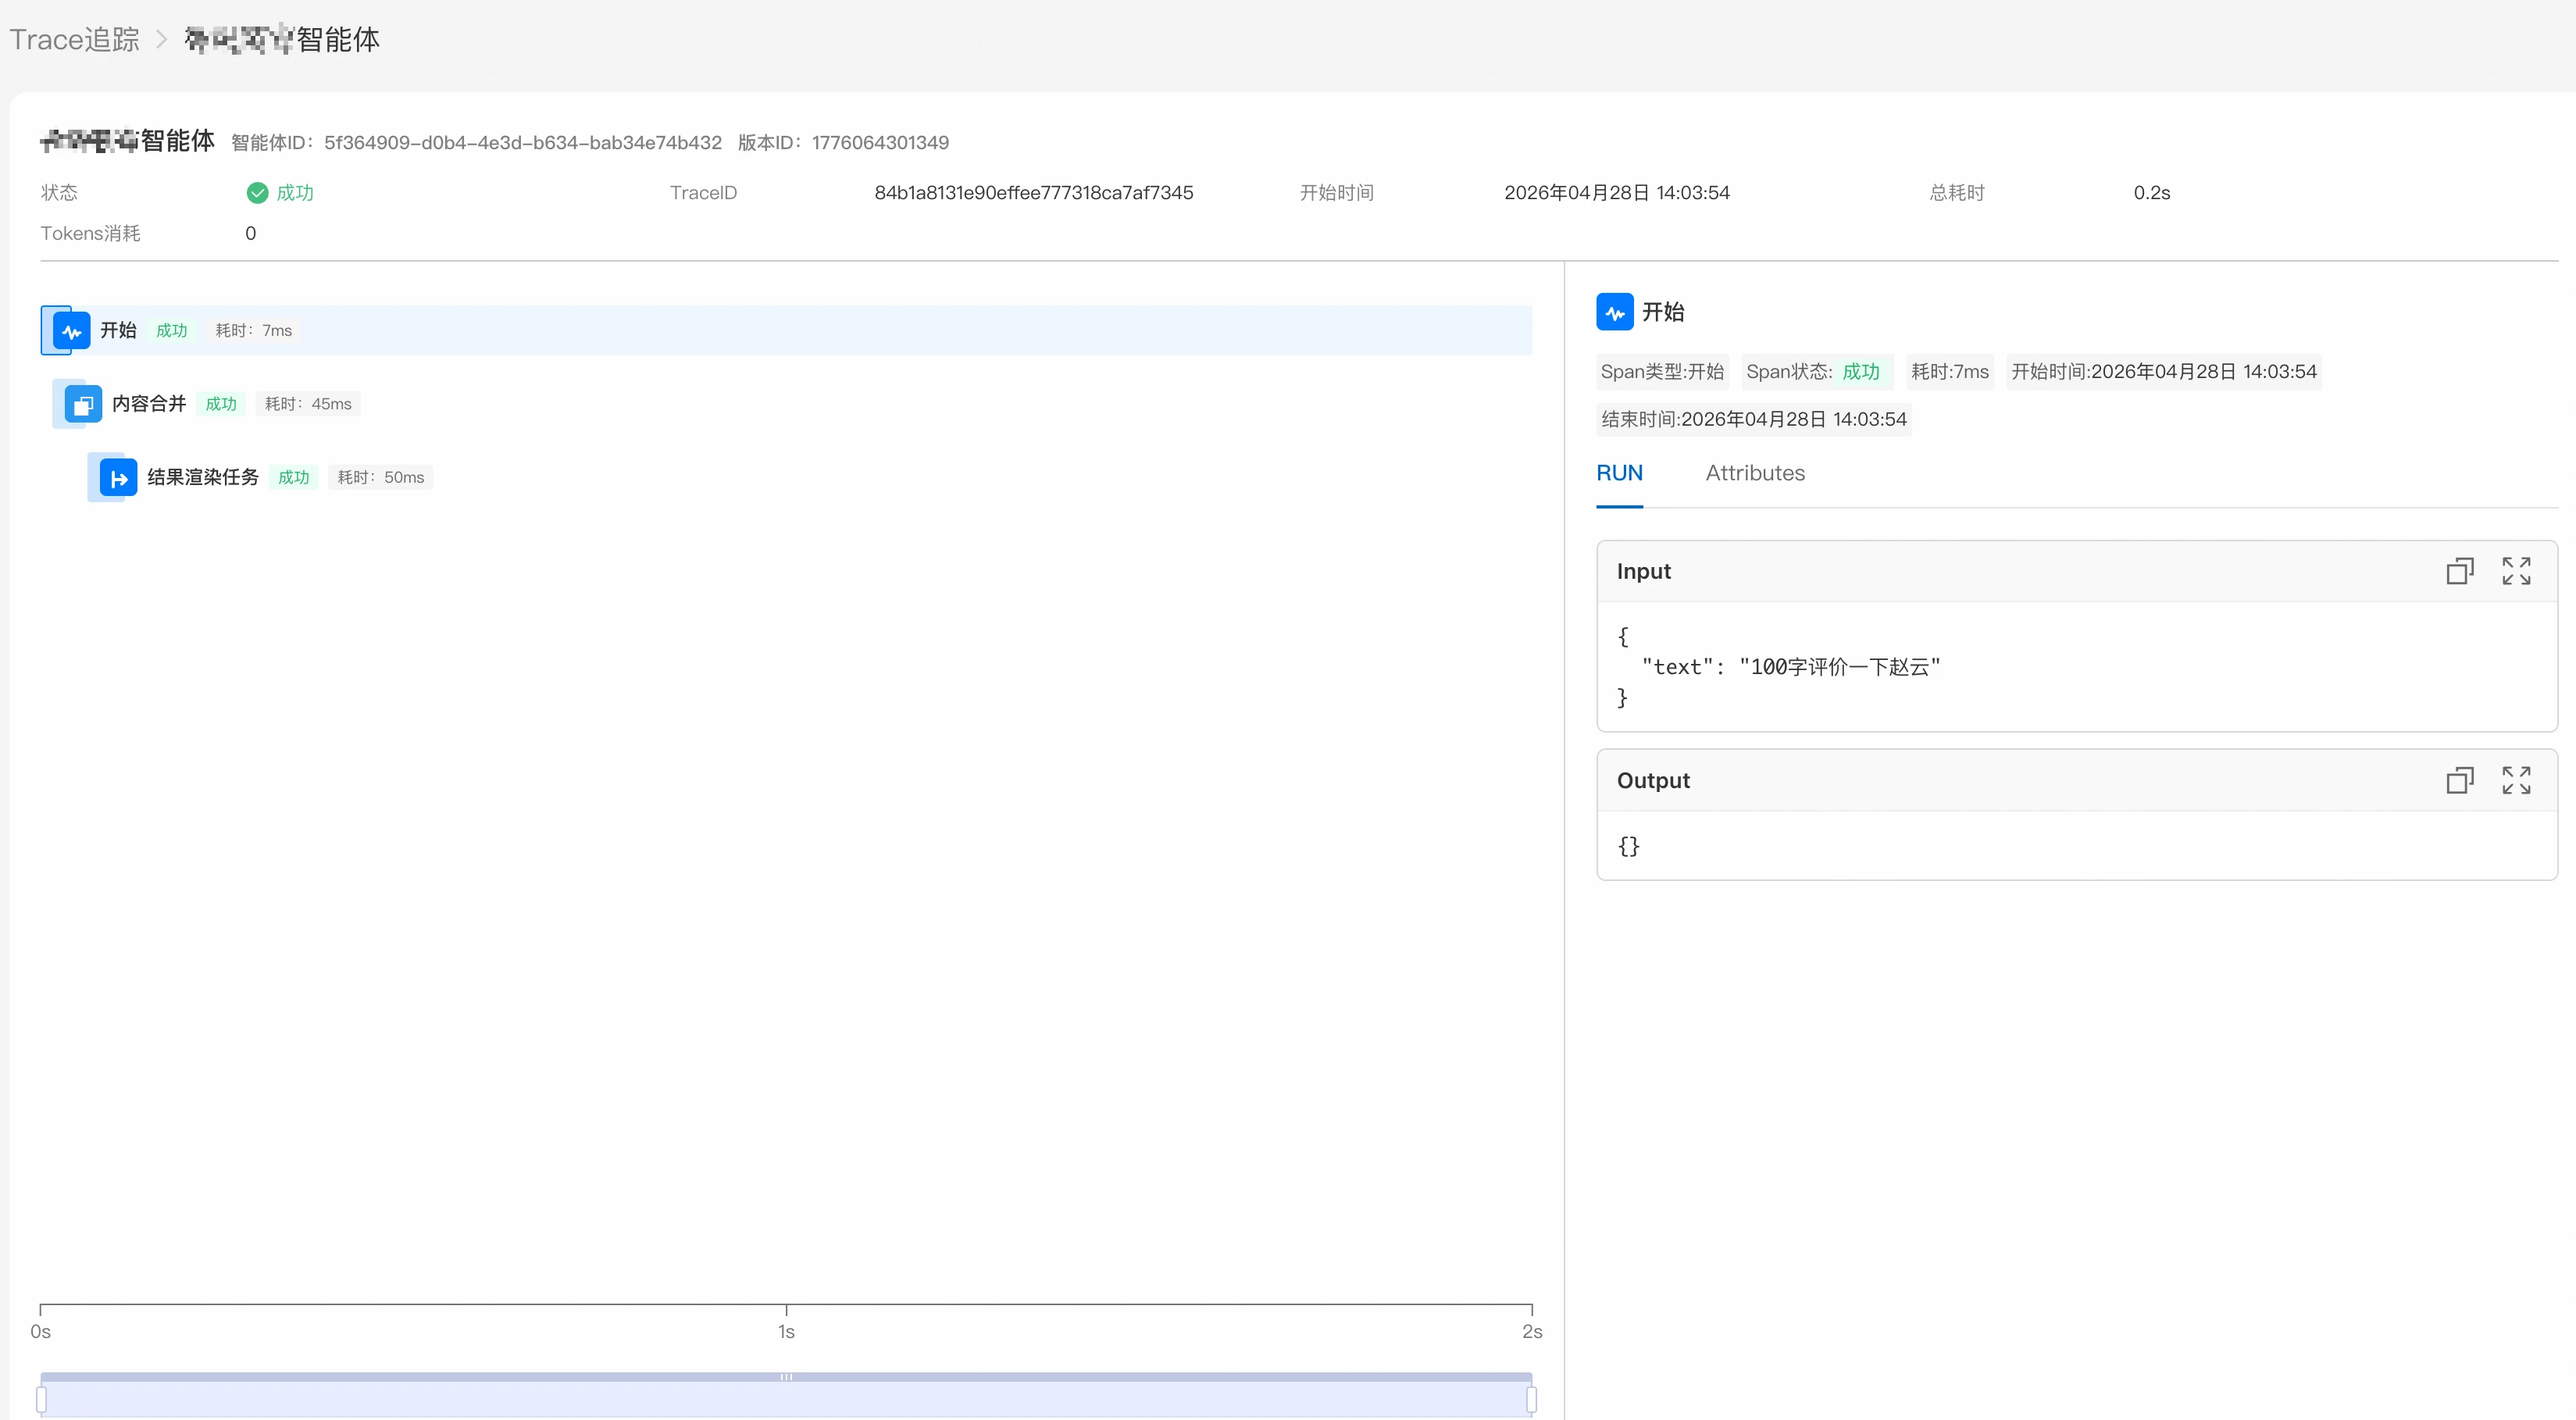 Trace追踪 > 智能体
智能体 智能体ID：5f364909-d0b4-4e3d-b634-bab34e74b432 版本ID：1776064301349
状态 成功 TraceID 84b1a8131e90effee777318ca7af7345 开始时间 2026年04月28日 14:03:54 总耗时 0.2s
Tokens消耗 0
开始 成功 耗时：7ms
内容合并 成功 耗时：45ms
结果渲染任务 成功 耗时：50ms
0s 1s 2s
开始
Span类型:开始 Span状态: 成功 耗时:7ms 开始时间:2026年04月28日 14:03:54
结束时间:2026年04月28日 14:03:54
RUN Attributes
Input
{
"text": "100字评价一下赵云"
}
Output
{}